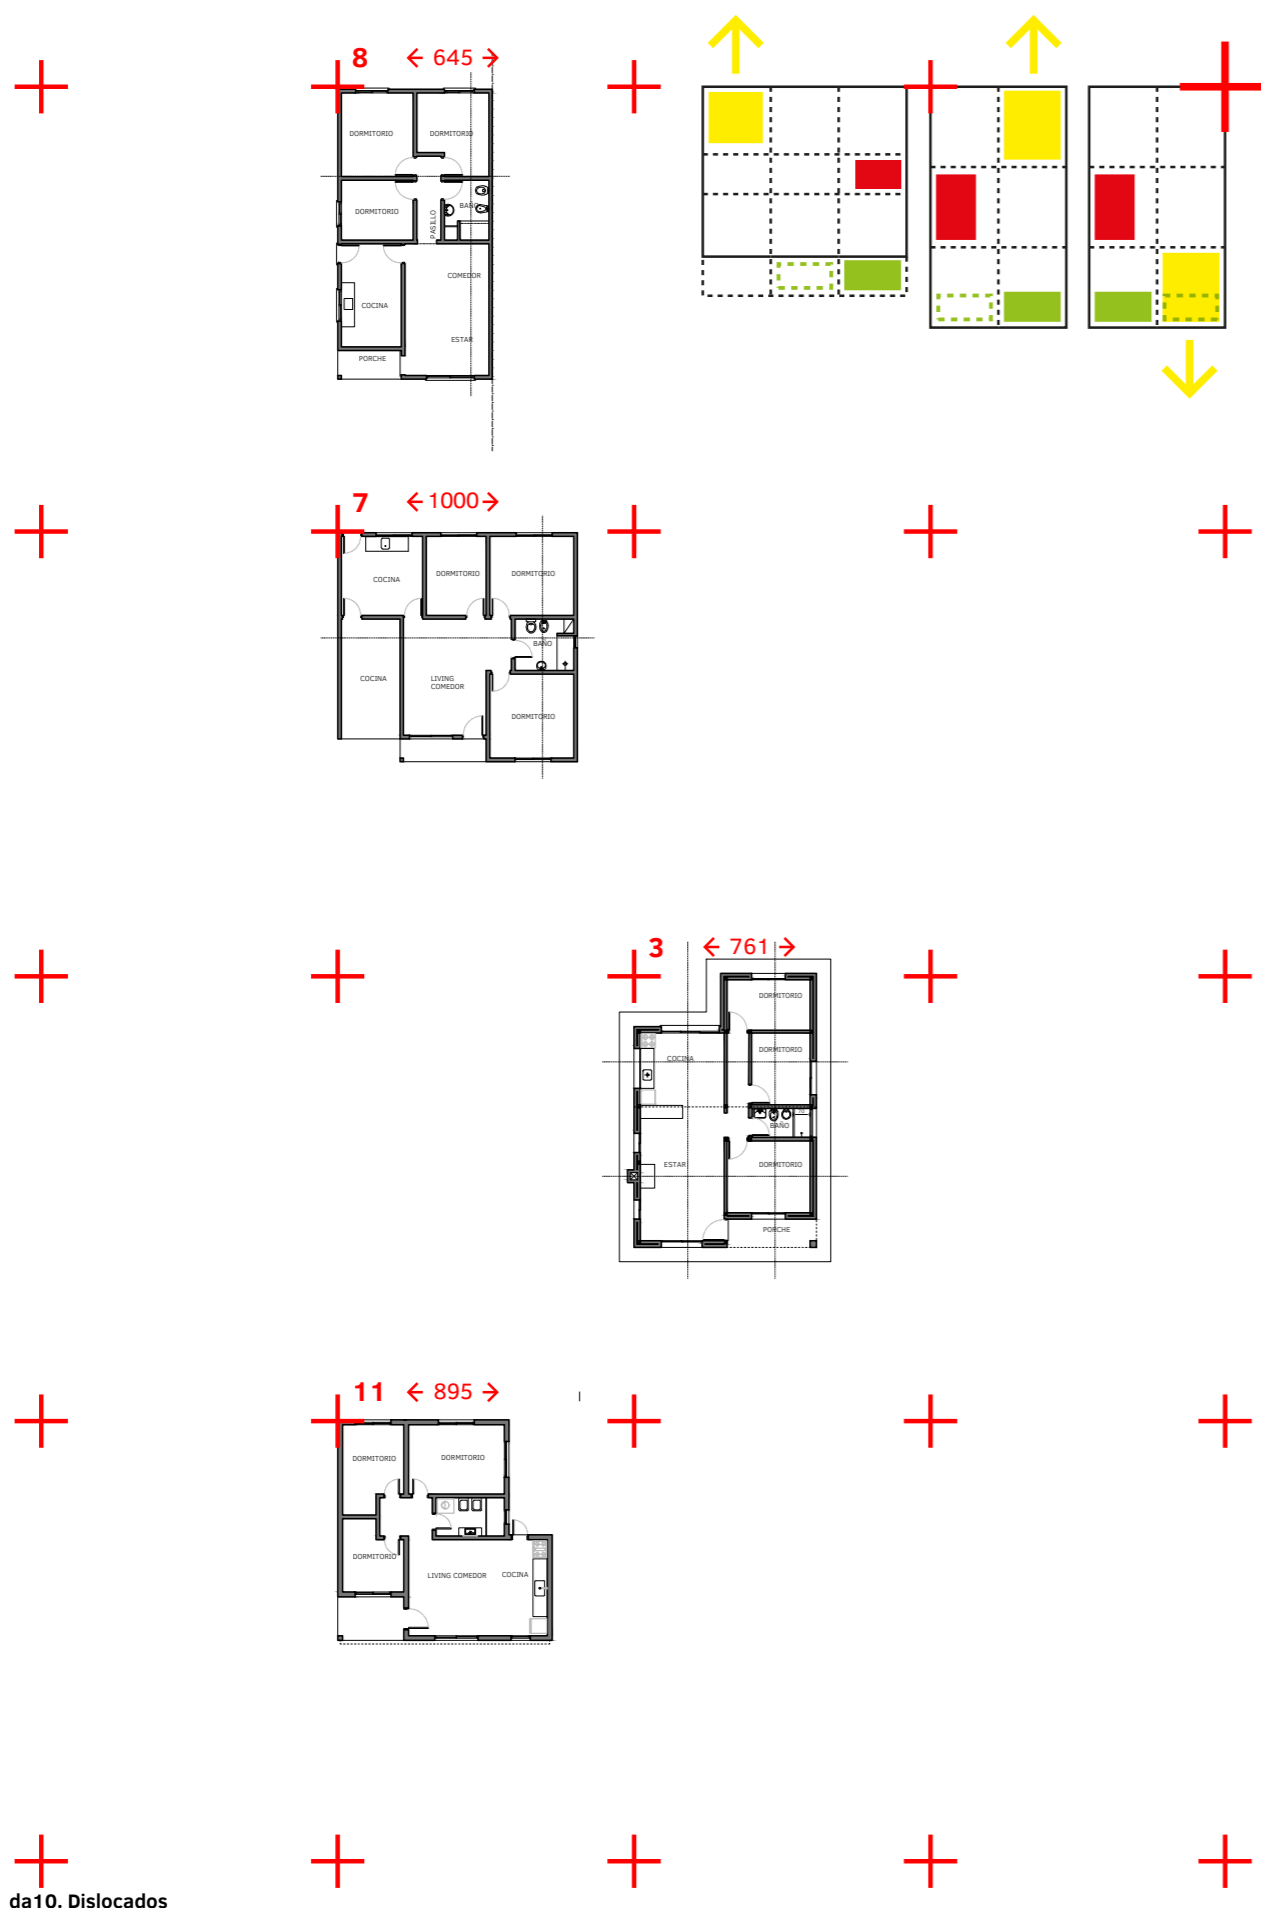 8 ← 645 →
DORMITORIO
DORMITORIO
DORMITORIO
BAÑO
PASILLO
COMEDOR
COCINA
ESTAR
PORCHE
7 ← 1000 →
COCINA
DORMITORIO
DORMITORIO
BAÑO
COCINA
LIVING
COMEDOR
DORMITORIO
3 ← 761 →
DORMITORIO
DORMITORIO
COCINA
BAÑO
ESTAR
DORMITORIO
PORCHE
11 ← 895 →
DORMITORIO
DORMITORIO
DORMITORIO
LIVING COMEDOR
COCINA
da10. Dislocados